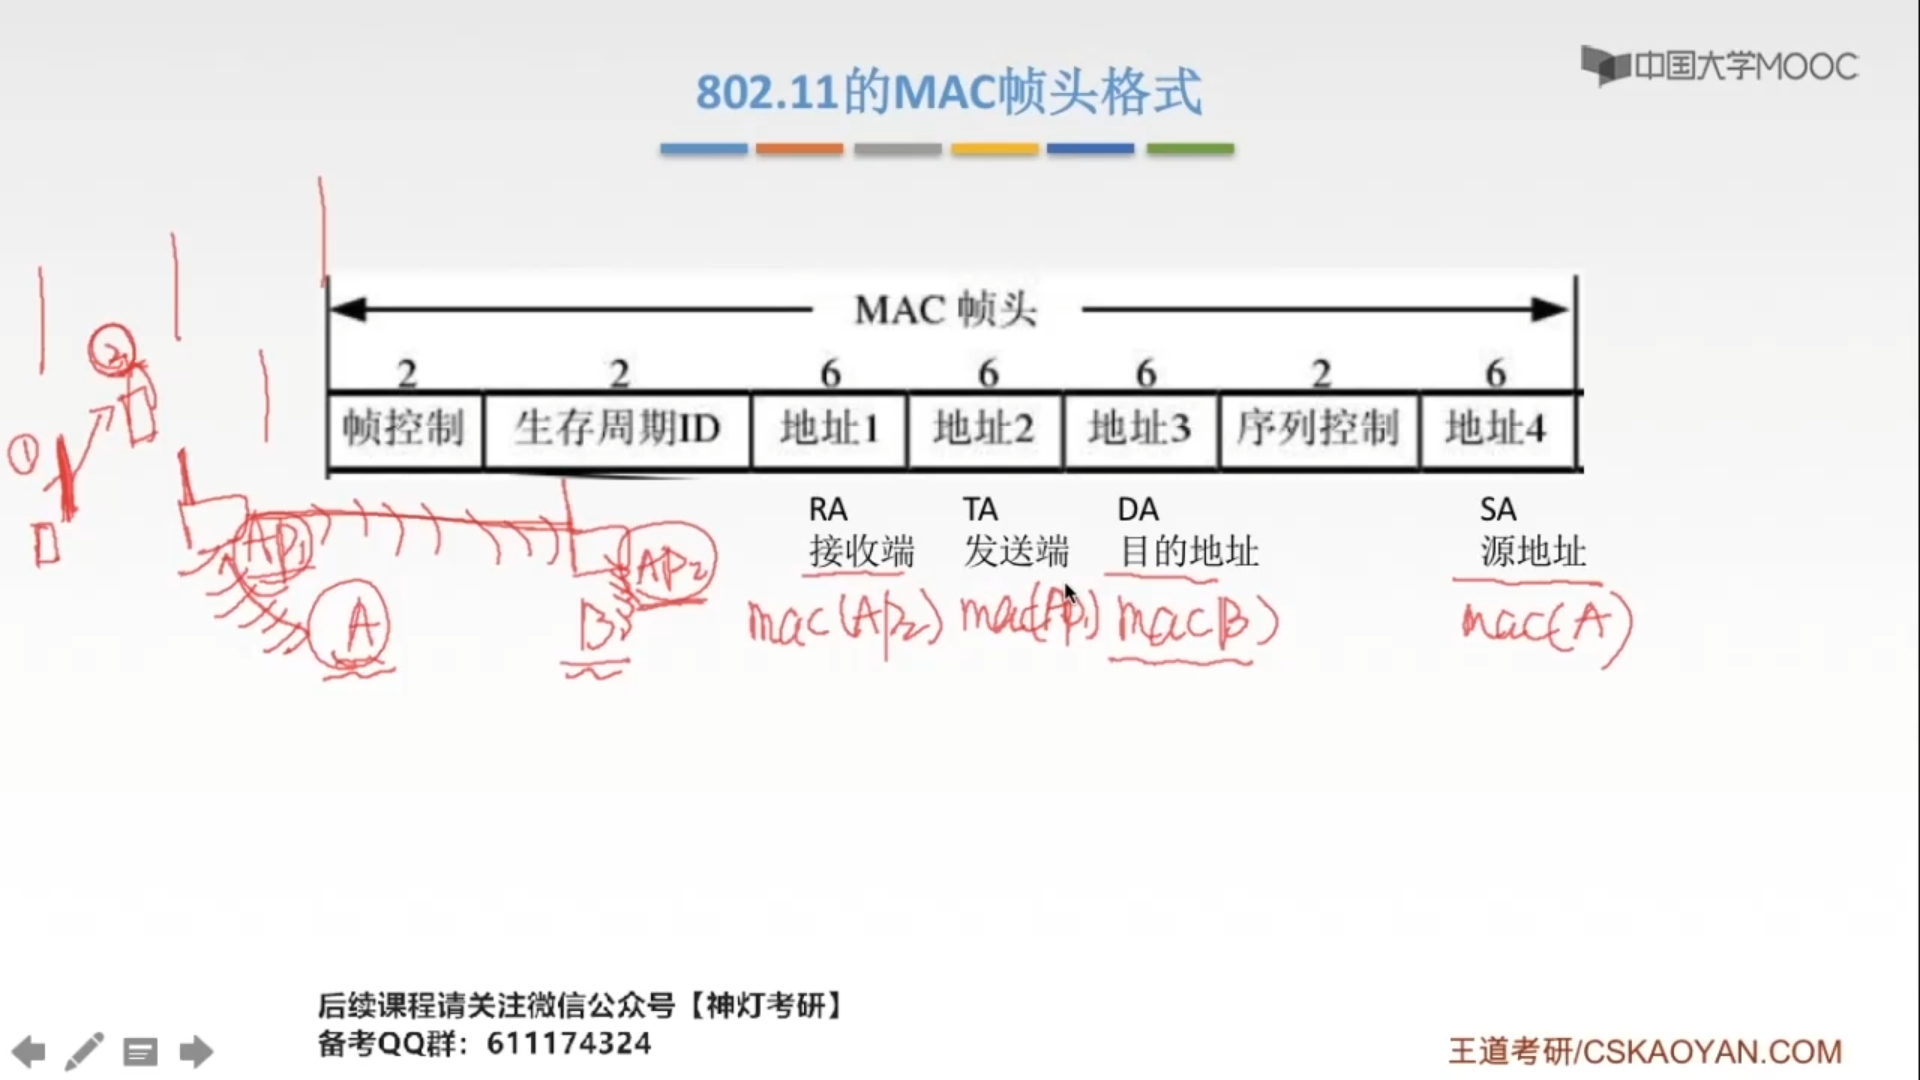 802.11的MAC帧头格式
中国大学MOOC
MAC 帧头
2 2 6 6 6 2 6
帧控制 生存周期ID 地址1 地址2 地址3 序列控制 地址4
RA TA DA SA
接收端 发送端 目的地址 源地址
mac(AP2) mac(AP1) mac(B) mac(A)
②
①
AP1
AP2
A
B
后续课程请关注微信公众号【神灯考研】
备考QQ群：611174324
王道考研/CSKAOYAN.COM